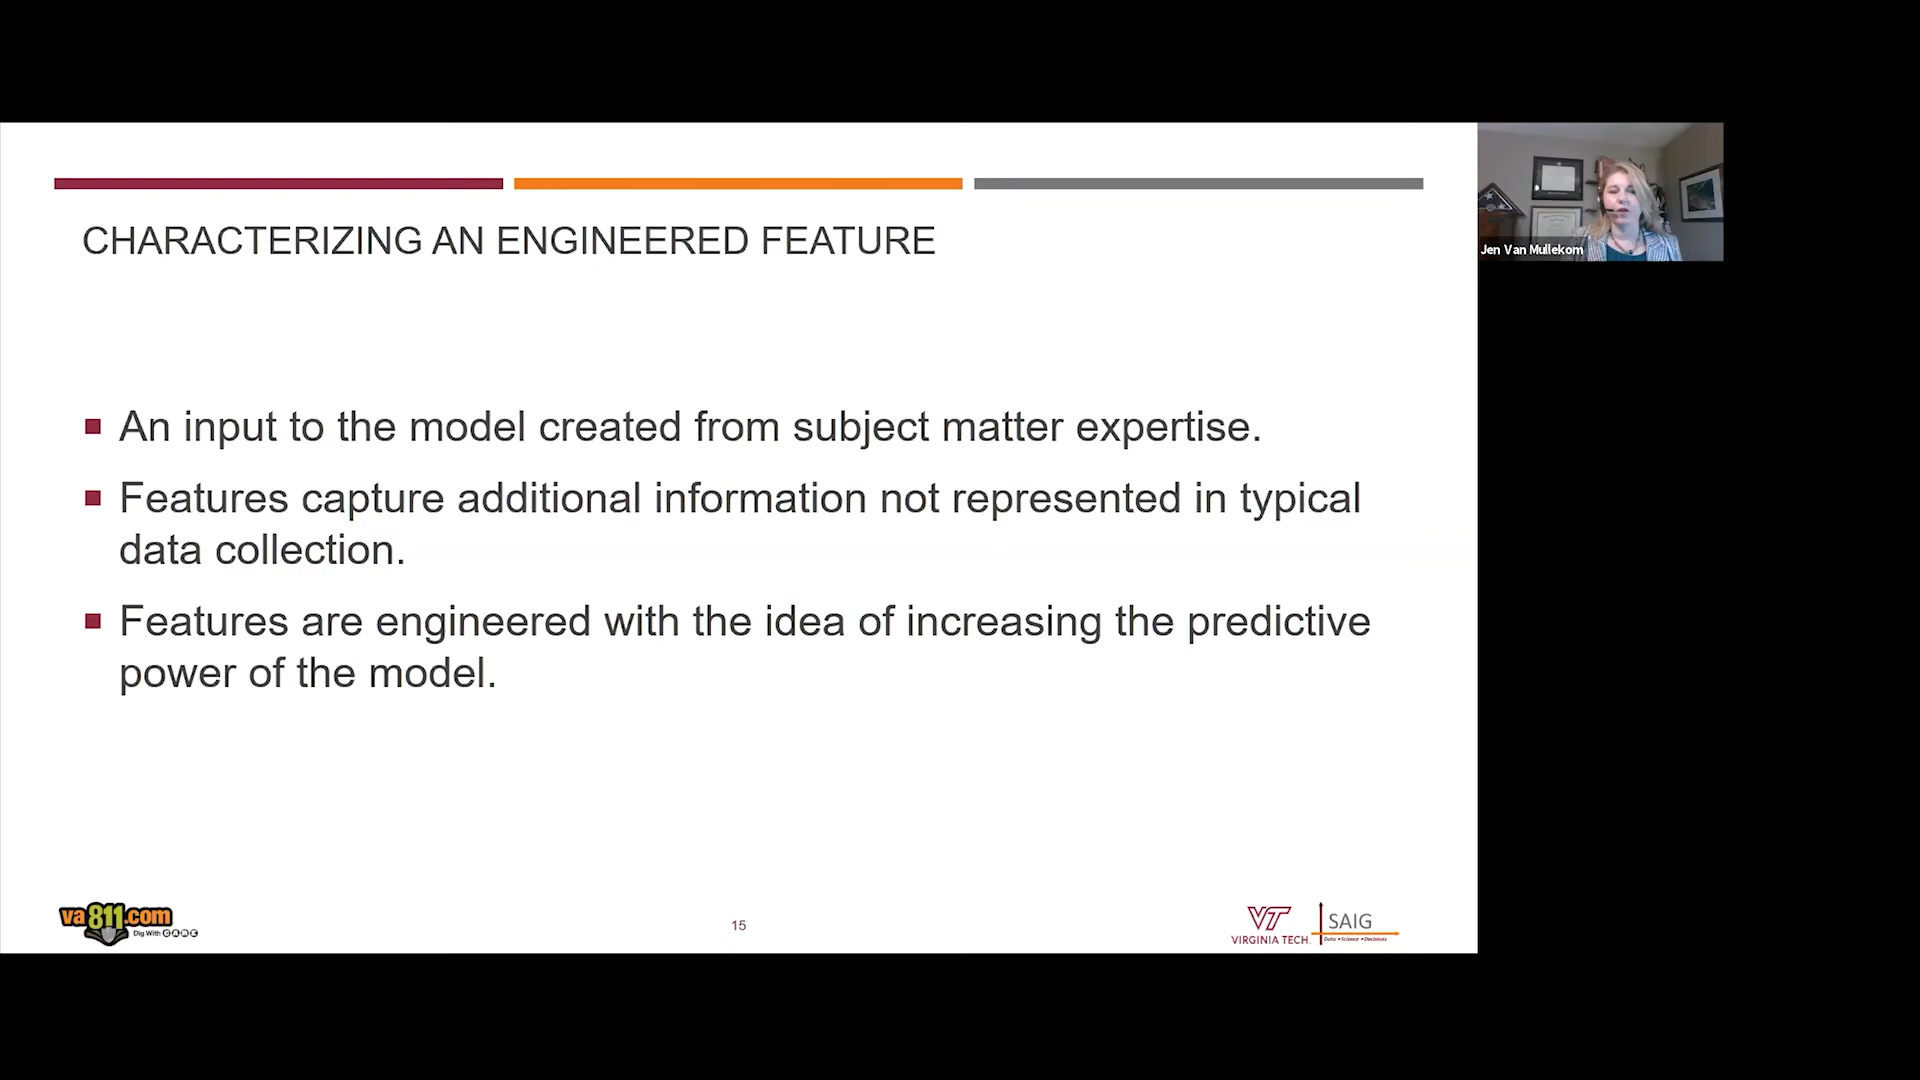 CHARACTERIZING AN ENGINEERED FEATURE
Jen Van Mullekom
An input to the model created from subject matter expertise.
Features capture additional information not represented in typical
data collection.
Features are engineered with the idea of increasing the predictive
power of the model.
va811.com
Dig With CARE
15
VT
VIRGINIA TECH.
SAIG
Data • Science • Decisions